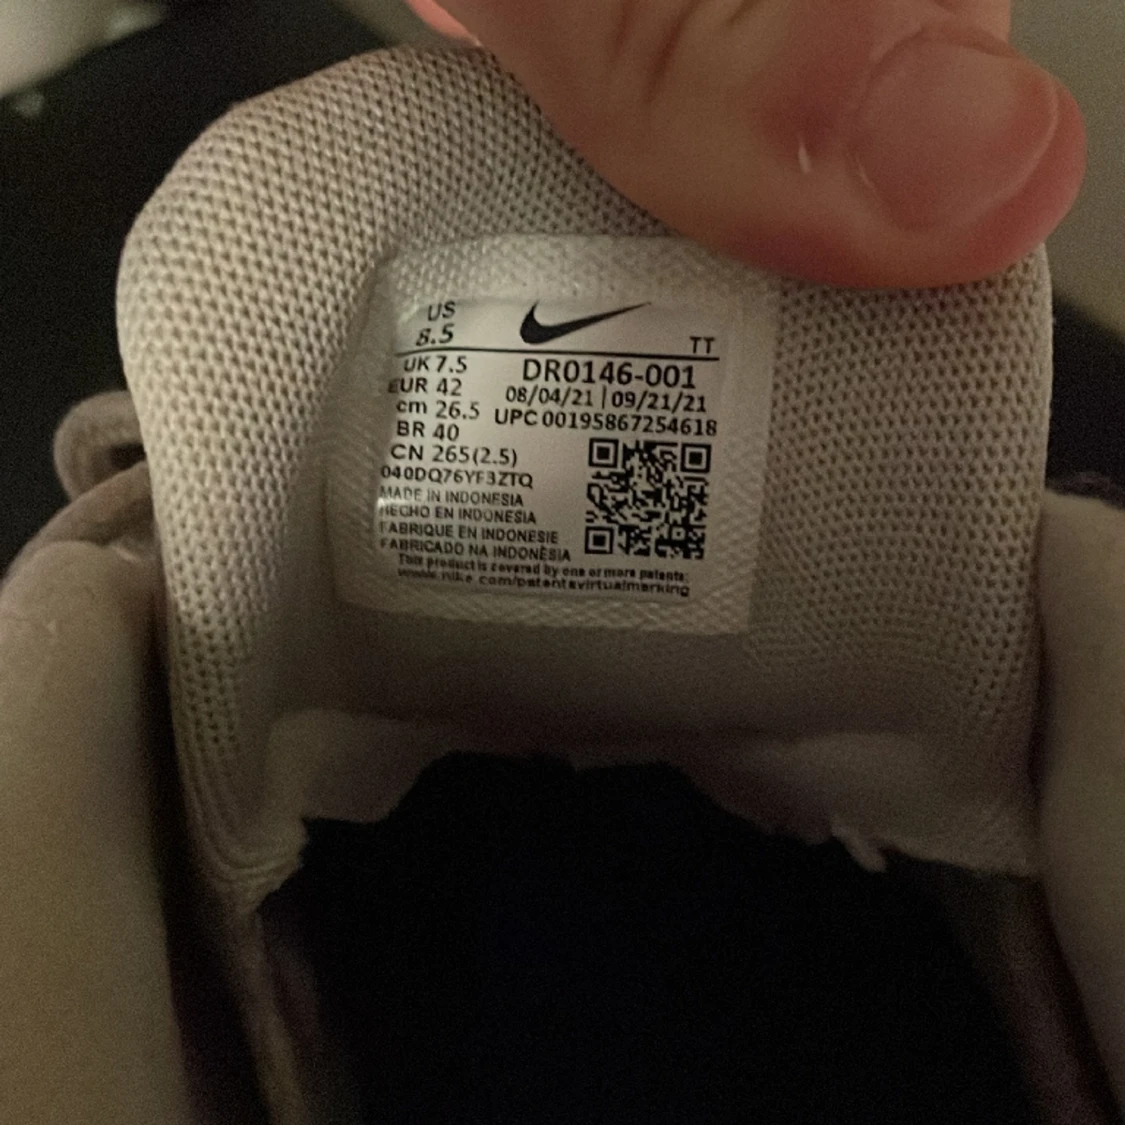 US
8.5
TT
UK 7.5
EUR 42
cm 26.5
BR 40
CN 265(2.5)
DR0146-001
08/04/21 | 09/21/21
UPC 00195867254618
040DQ76YF3ZTQ
MADE IN INDONESIA
HECHO EN INDONESIA
FABRIQUE EN INDONESIE
FABRICADO NA INDONÉSIA
This product is covered by one or more patents:
www.nike.com/patentsvirtualmarking